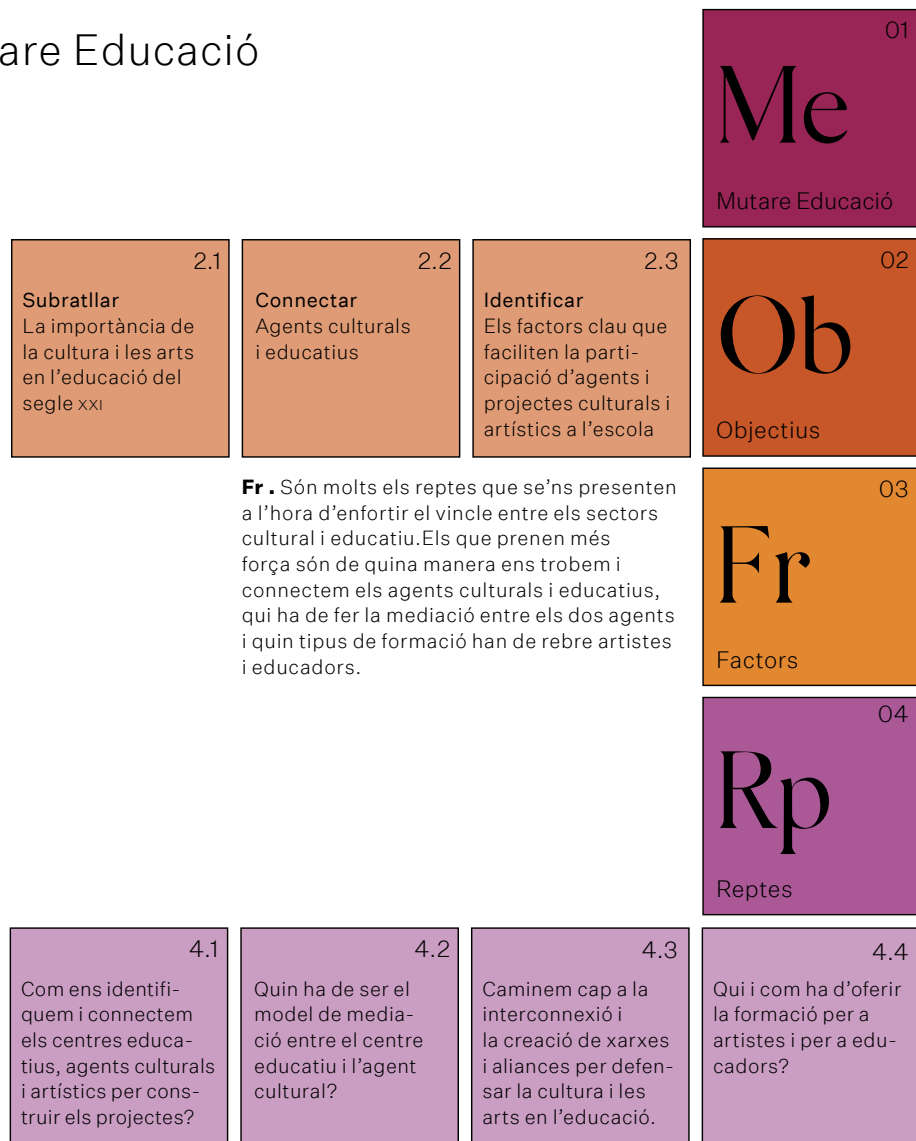 are Educació
01
Me
Mutare Educació
2.1
Subratllar
La importància de
la cultura i les arts
en l'educació del
segle XXI
2.2
Connectar
Agents culturals
i educatius
2.3
Identificar
Els factors clau que
faciliten la parti-
cipació d'agents i
projectes culturals i
artístics a l'escola
02
Ob
Objectius
Fr . Són molts els reptes que se'ns presenten
a l'hora d'enfortir el vincle entre els sectors
cultural i educatiu.Els que prenen més
força són de quina manera ens trobem i
connectem els agents culturals i educatius,
qui ha de fer la mediació entre els dos agents
i quin tipus de formació han de rebre artistes
i educadors.
03
Fr
Factors
04
Rp
Reptes
4.1
Com ens identifi-
quem i connectem
els centres educa-
tius, agents culturals
i artístics per cons-
truir els projectes?
4.2
Quin ha de ser el
model de media-
ció entre el centre
educatiu i l'agent
cultural?
4.3
Caminem cap a la
interconnexió i
la creació de xarxes
i aliances per defen-
sar la cultura i les
arts en l'educació.
4.4
Qui i com ha d'oferir
la formació per a
artistes i per a edu-
cadors?